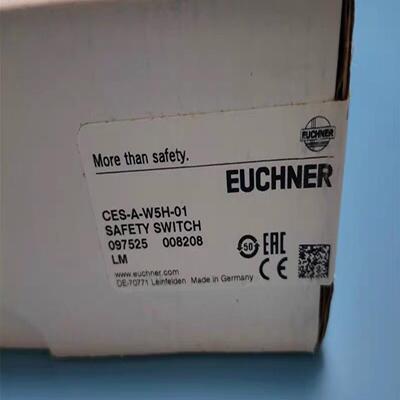 EUCHNER
More than safety.
EUCHNER
CES-A-W5H-01
SAFETY SWITCH
097525 008208
LM
50 EAC
CE
www.euchner.com
DE-70771 Leinfelden Made in Germany